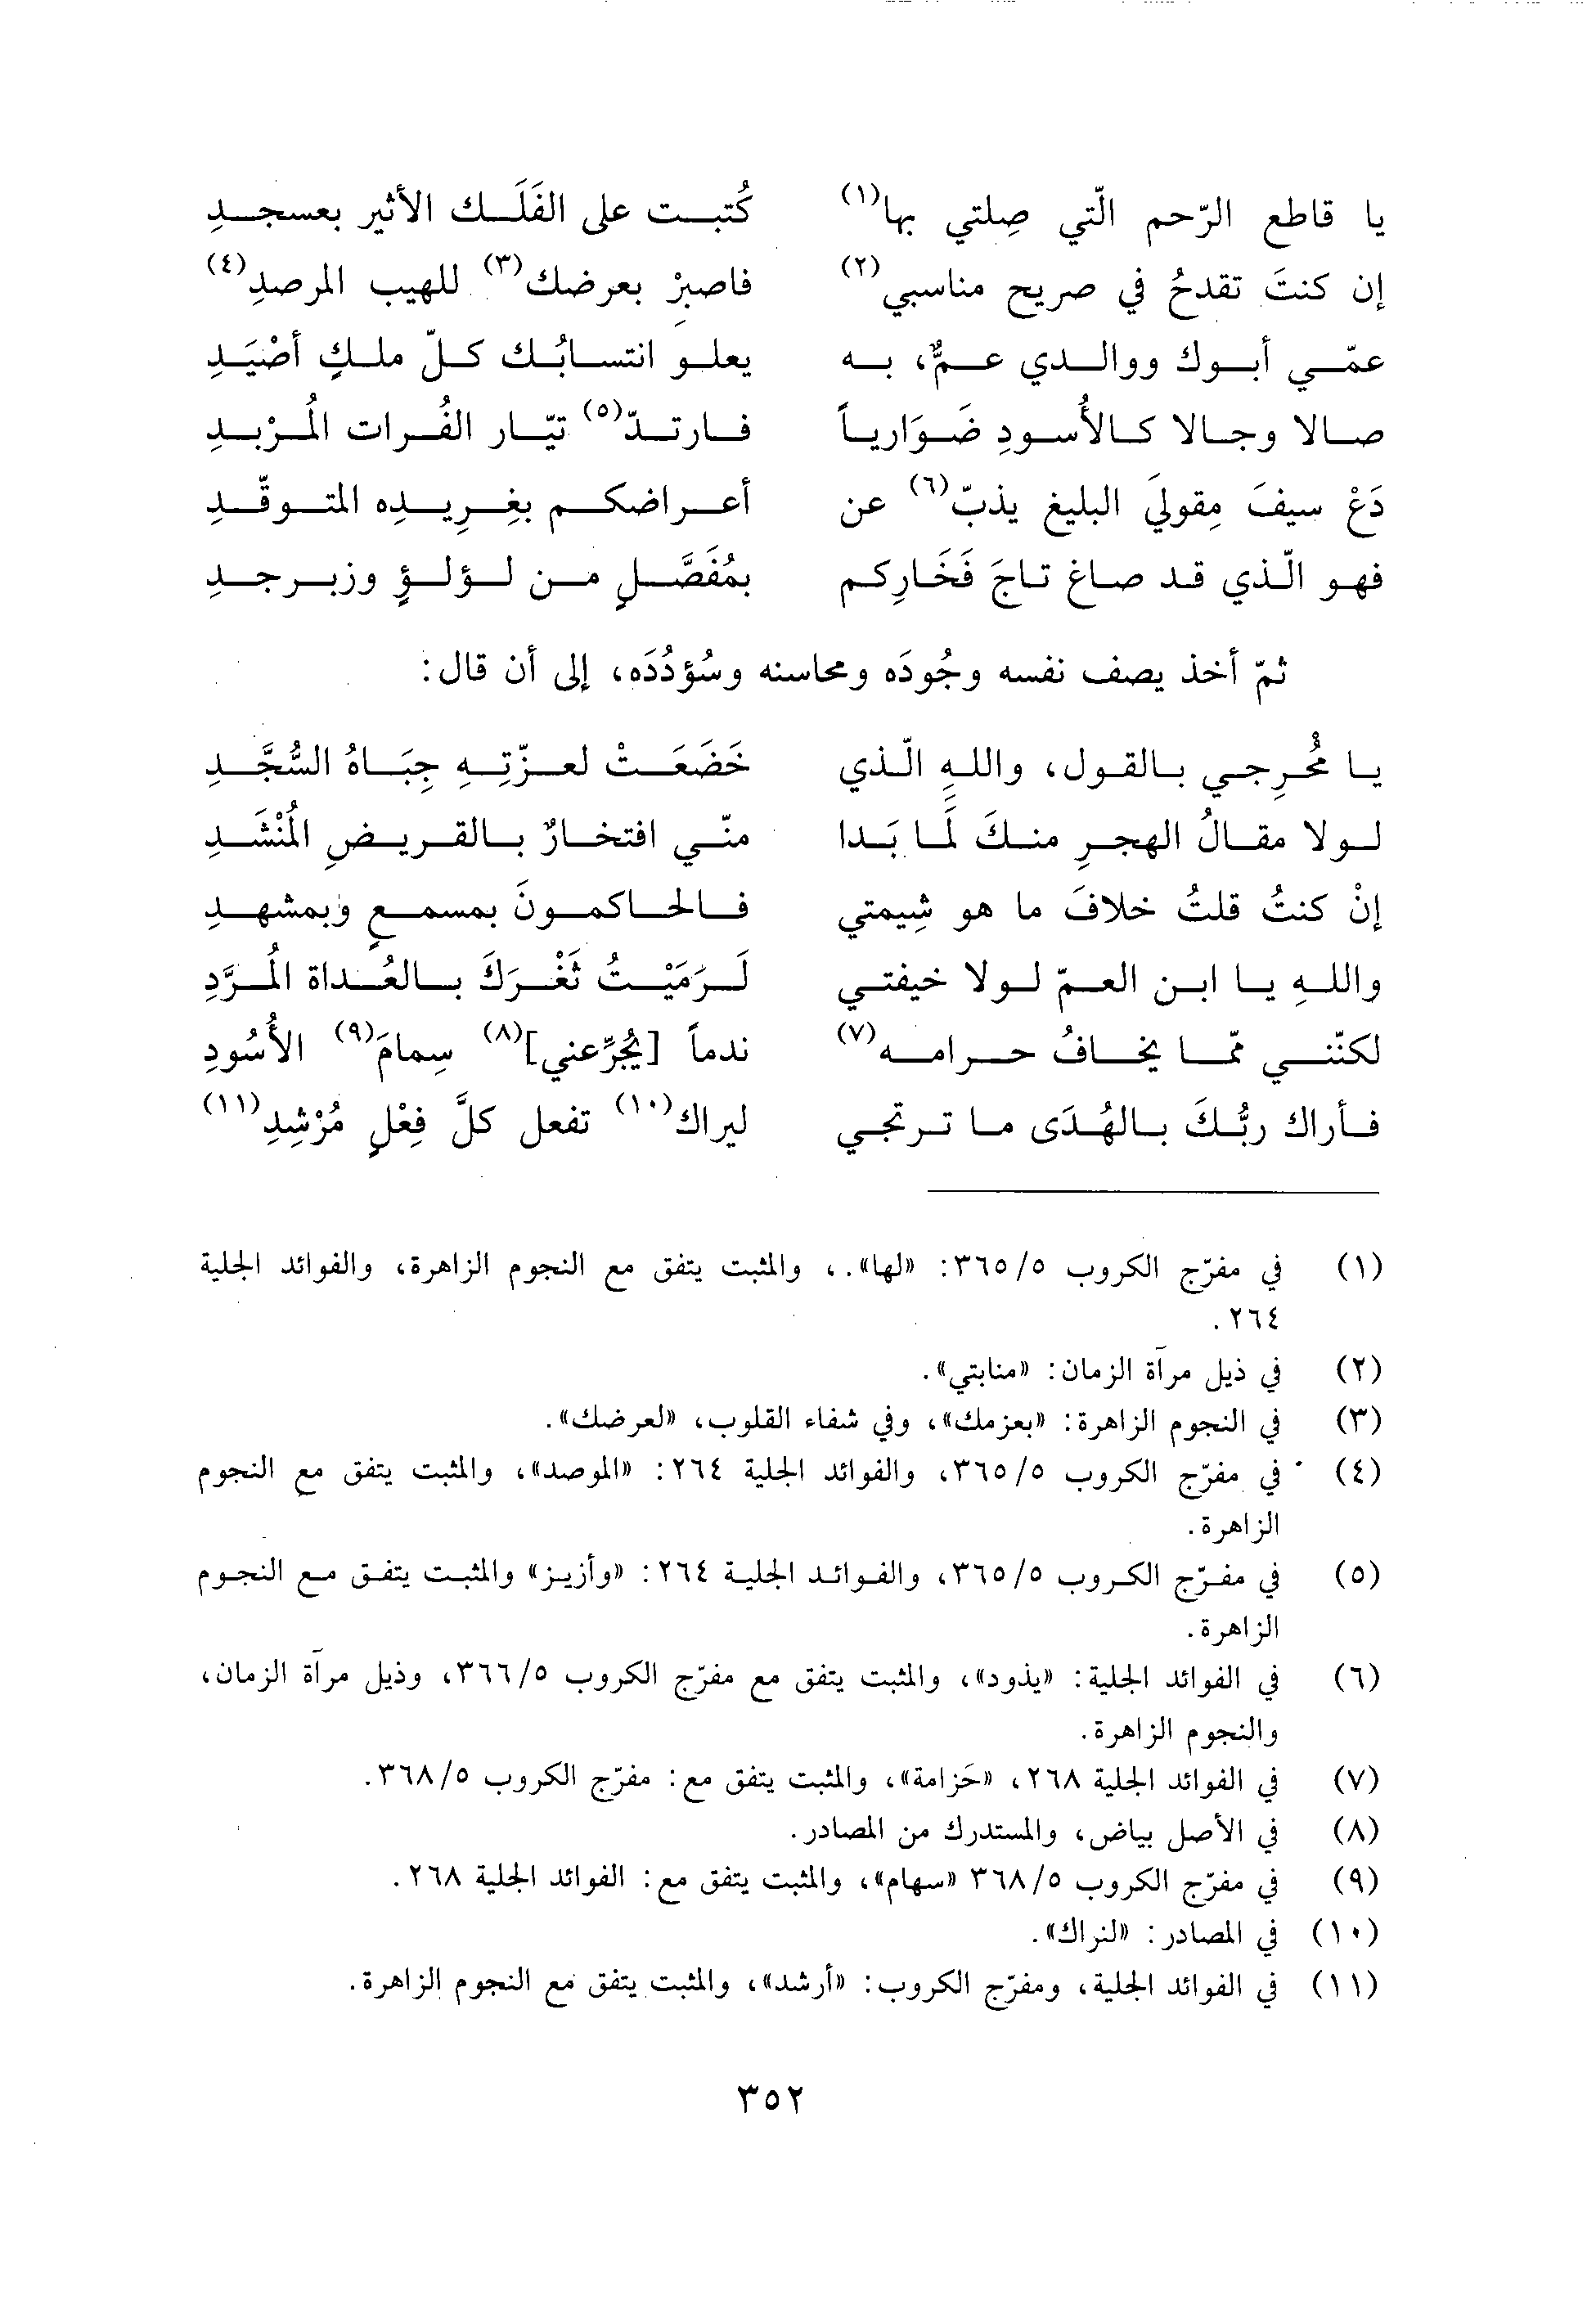 يا قاطع الرّحم الّتي صِلتي بها(١) كُتبت على الفَلَك الأثير بعسجدِ
إن كنتَ تقدحُ في صريح مناسبي(٢) فاصبِرْ بعرضك(٣) للهيب المرصدِ(٤)
عمّي أبوك ووالدي عمٌّ، به يعلو انتسابُك كلّ ملكٍ أصْيَدِ
صالا وجالا كالأُسودِ ضَوَارياً فارتدّ(٥) تيّار الفُرات المُزْبدِ
دَعْ سيفَ مِقوليَ البليغ يذبّ(٦) عن أعراضكم بغِرِيدِه المتوقّدِ
فهو الّذي قد صاغ تاجَ فَخَارِكم بمُفَصَّلٍ من لؤلؤٍ وزبرجدِ
ثمّ أخذ يصف نفسه وجُودَه ومحاسنه وسُؤدُدَه، إلى أن قال:
يا مُحرِجي بالقول، واللهِ الّذي خَضَعَتْ لعزّتِهِ جِبَاهُ السُّجَّدِ
لولا مقالُ الهجرِ منكَ لَمَا بَدا منّي افتخارٌ بالقريضِ المُنْشَدِ
إنْ كنتُ قلتُ خلافَ ما هو شِيمتي فالحاكمونَ بمسمعٍ وبمشهدِ
واللهِ يا ابن العمّ لولا خيفتي لَرَمَيْتُ ثَغْرَكَ بالعُداة المُرَّدِ
لكنّني ممّا يخافُ حرامه(٧) ندماً [يُجرِّعني](٨) سِمامَ(٩) الأُسُودِ
فأراك ربُّكَ بالهُدَى ما ترتجي ليراك(١٠) تفعل كلَّ فِعْلٍ مُرْشِدِ(١١)
(١) في مفرّج الكروب ٣٦٥/٥: «لها».، والمثبت يتفق مع النجوم الزاهرة، والفوائد الجلية
٢٦٤.
(٢) في ذيل مرآة الزمان: «منابتي».
(٣) في النجوم الزاهرة: «بعزمك»، وفي شفاء القلوب، «لعرضك».
(٤) في مفرّج الكروب ٣٦٥/٥، والفوائد الجلية ٢٦٤: «الموصد»، والمثبت يتفق مع النجوم
الزاهرة.
(٥) في مفرّج الكروب ٣٦٥/٥، والفوائد الجلية ٢٦٤: «وأزيز» والمثبت يتفق مع النجوم
الزاهرة.
(٦) في الفوائد الجلية: «يذود»، والمثبت يتفق مع مفرّج الكروب ٣٦٦/٥، وذيل مرآة الزمان،
والنجوم الزاهرة.
(٧) في الفوائد الجلية ٢٦٨، «حَزامة»، والمثبت يتفق مع: مفرّج الكروب ٣٦٨/٥.
(٨) في الأصل بياض، والمستدرك من المصادر.
(٩) في مفرّج الكروب ٣٦٨/٥ «سهام»، والمثبت يتفق مع: الفوائد الجلية ٢٦٨.
(١٠) في المصادر: «لنراك».
(١١) في الفوائد الجلية، ومفرّج الكروب: «أرشد»، والمثبت يتفق مع النجوم الزاهرة.
٣٥٢